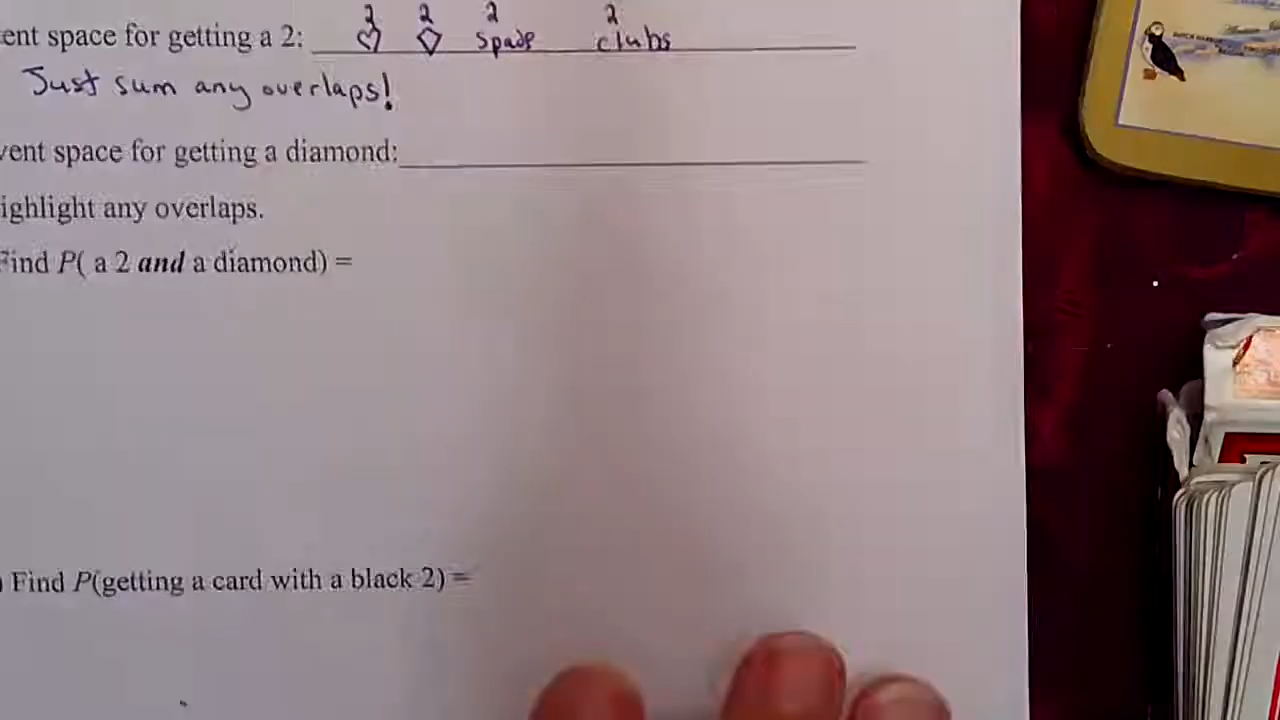 ent space for getting a 2: 2 ♡ 2 ◇ 2 spade 2 clubs
Just sum any overlaps!
vent space for getting a diamond:
ighlight any overlaps.
Find P( a 2 and a diamond) =
) Find P(getting a card with a black 2) =